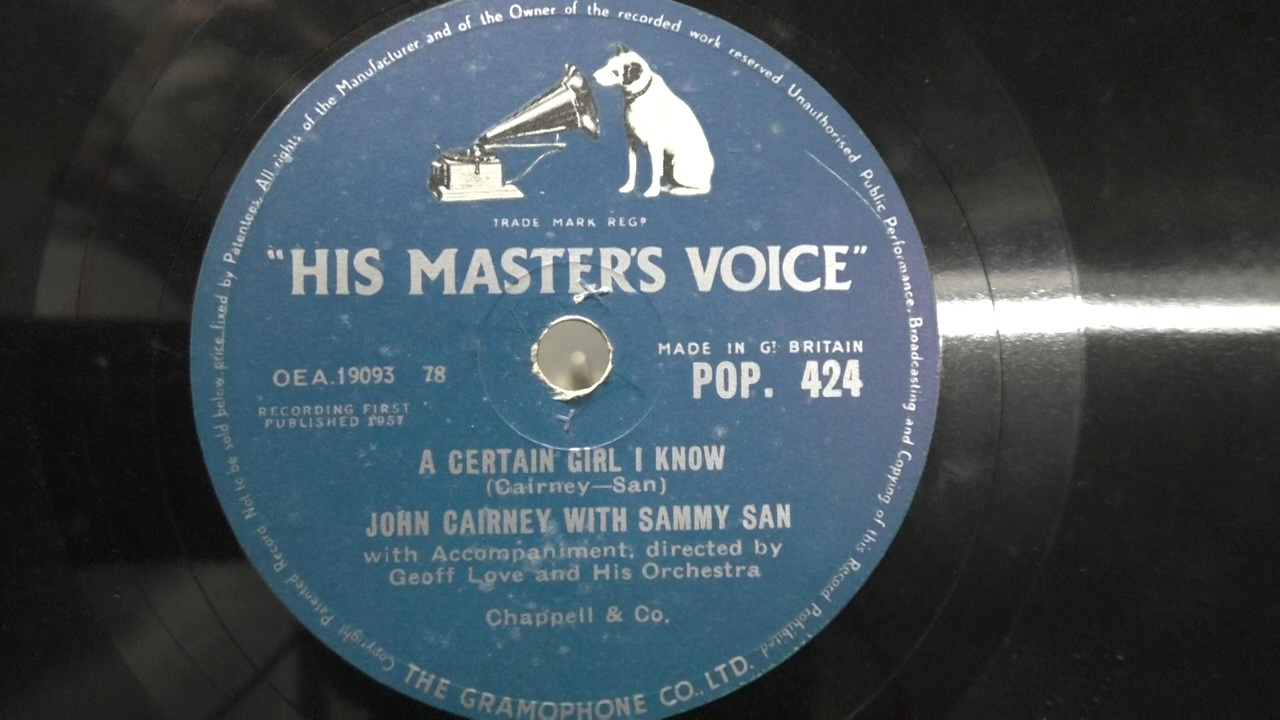 Copyright Patented Record Not to be sold below price fixed by Patentees. All rights of the Manufacturer and of the Owner of the recorded work reserved Unauthorised Public Performance, Broadcasting and Copying of this Record Prohibited
TRADE MARK REGD
"HIS MASTER'S VOICE"
MADE IN GT. BRITAIN
OEA.19093 78
POP. 424
RECORDING FIRST
PUBLISHED 1957
A CERTAIN GIRL I KNOW
(Cairney—San)
JOHN CAIRNEY WITH SAMMY SAN
with Accompaniment, directed by
Geoff Love and His Orchestra
Chappell & Co.
THE GRAMOPHONE CO., LTD.